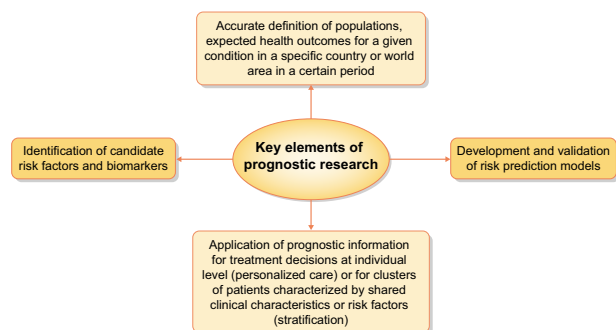 Accurate definition of populations,
expected health outcomes for a given
condition in a specific country or world
area in a certain period
Identification of candidate
risk factors and biomarkers
Key elements of
prognostic research
Development and validation
of risk prediction models
Application of prognostic information
for treatment decisions at individual
level (personalized care) or for clusters
of patients characterized by shared
clinical characteristics or risk factors
(stratification)